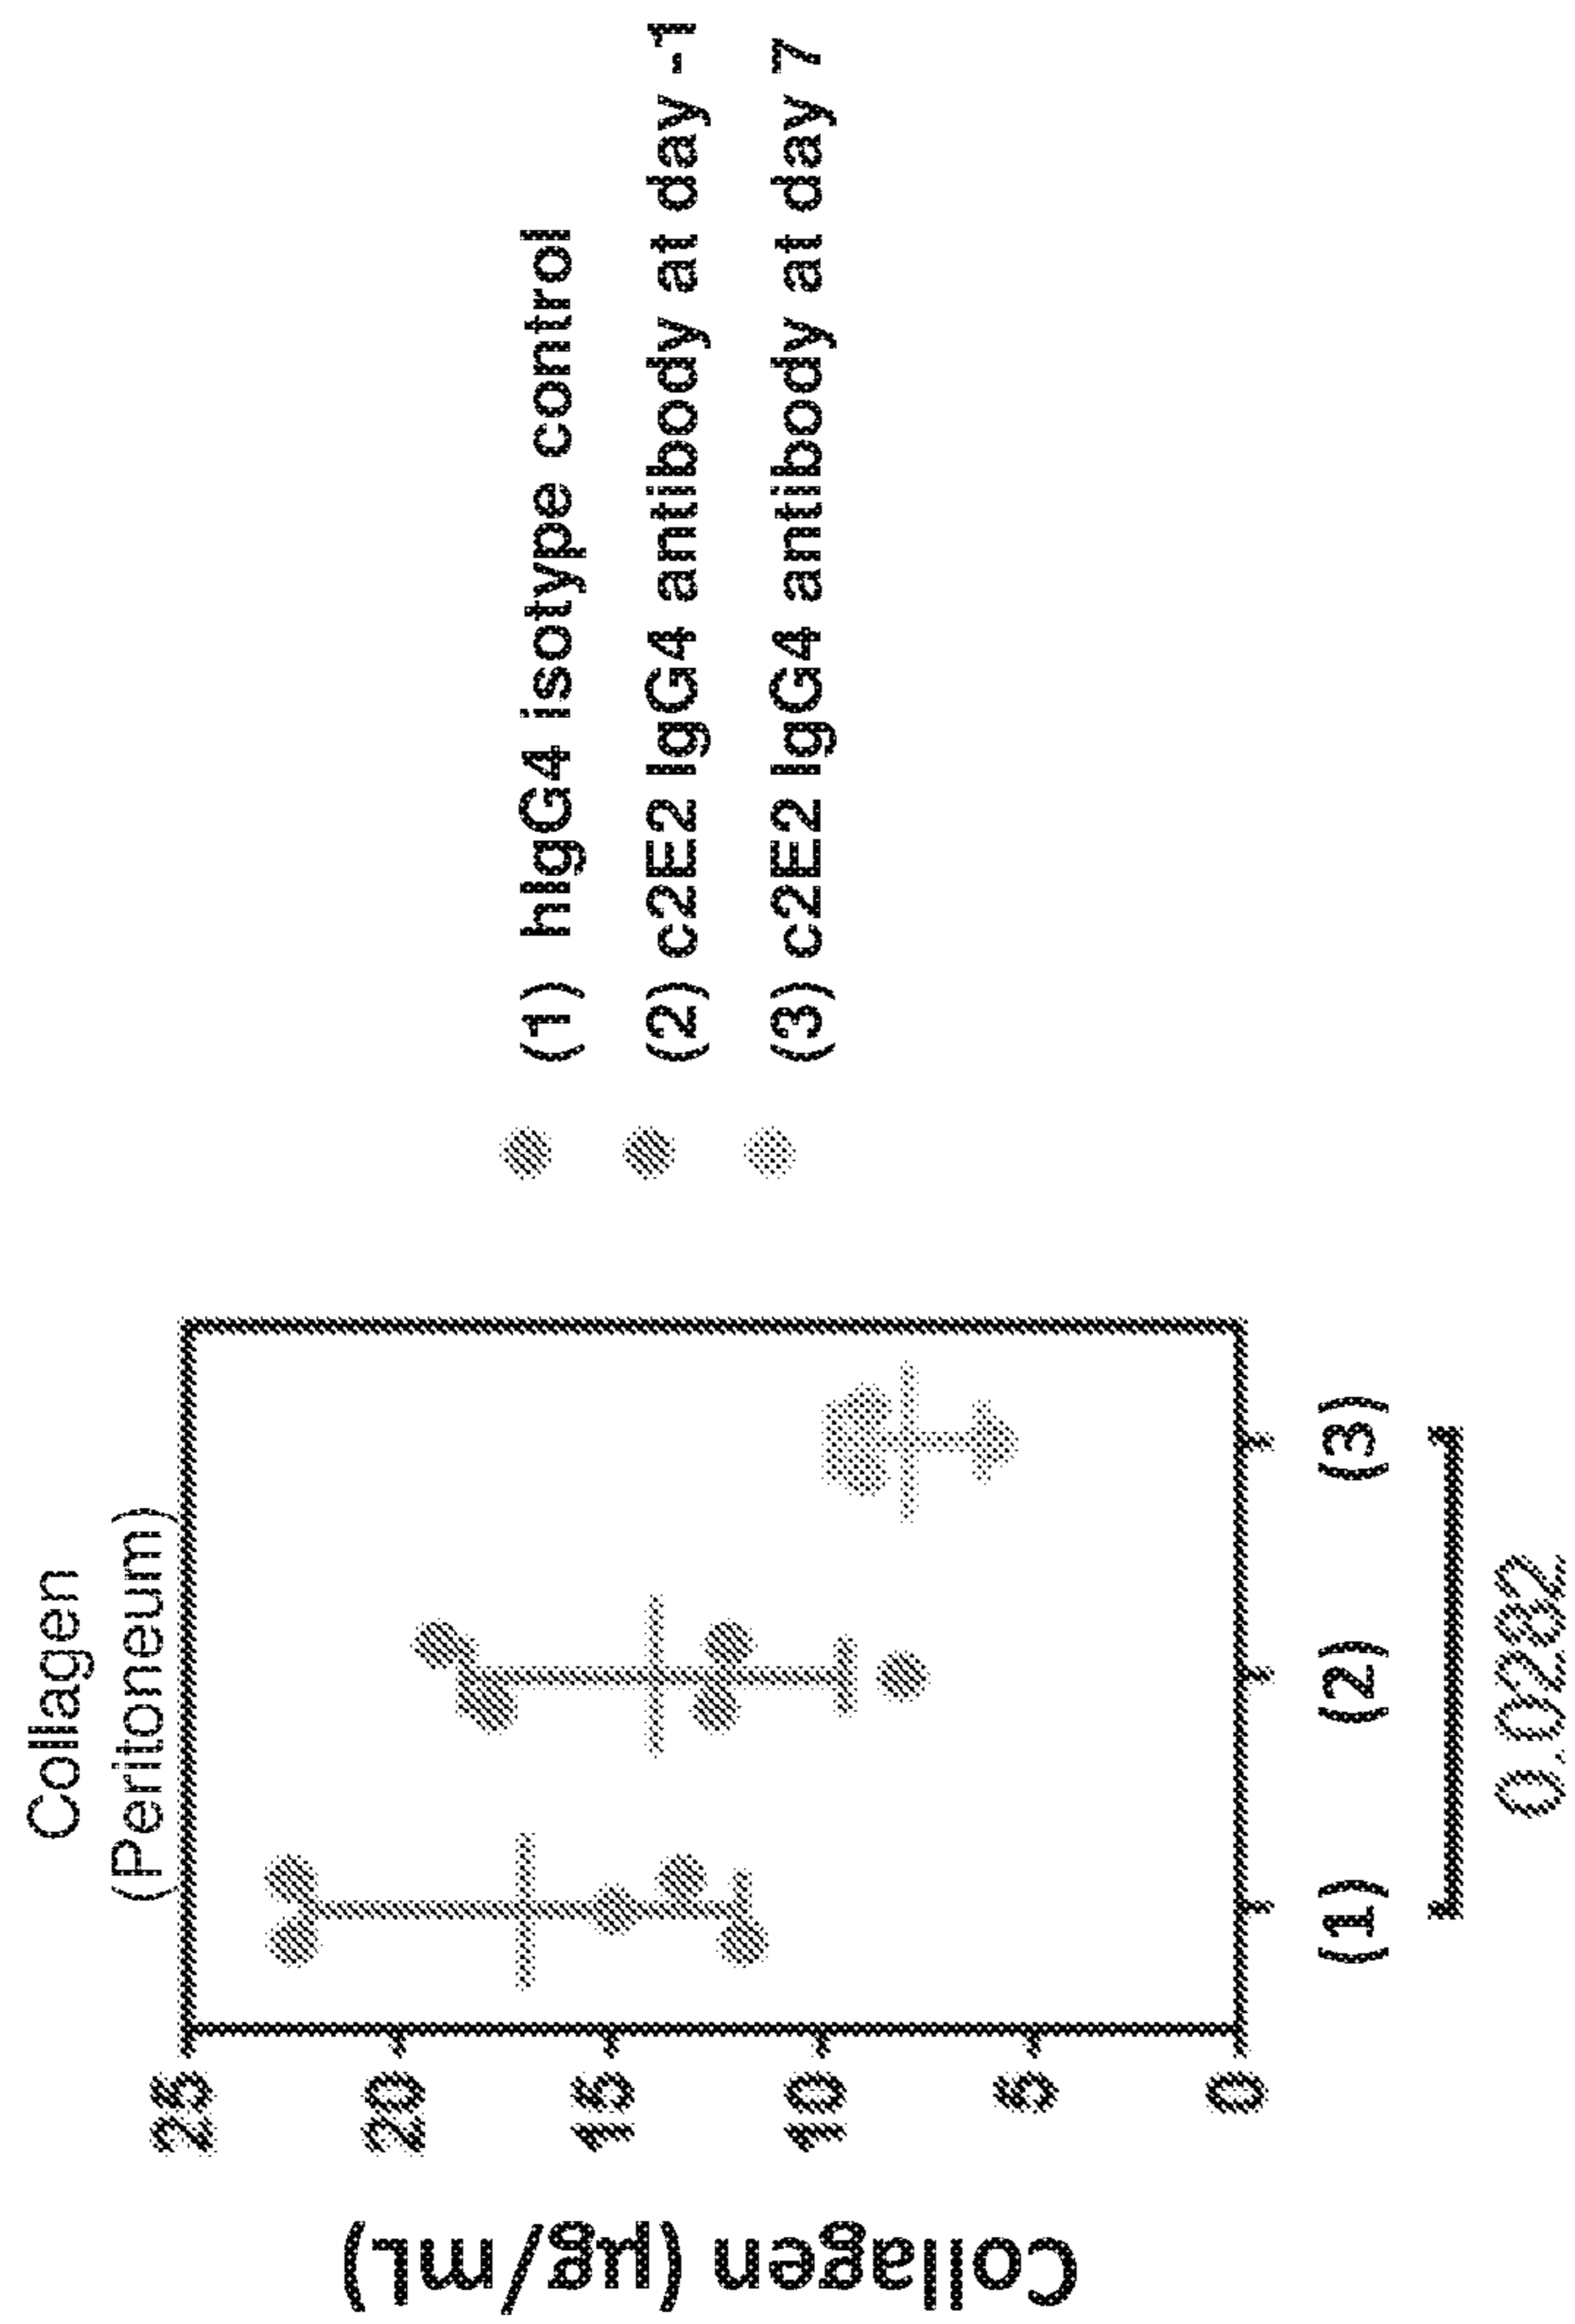 Collagen
(Peritoneum)
Collagen (µg/mL)
25
20
15
10
5
0
(1)
(2)
(3)
0.0282
(1) hIgG4 isotype control
(2) c2E2 IgG4 antibody at day -1
(3) c2E2 IgG4 antibody at day 7